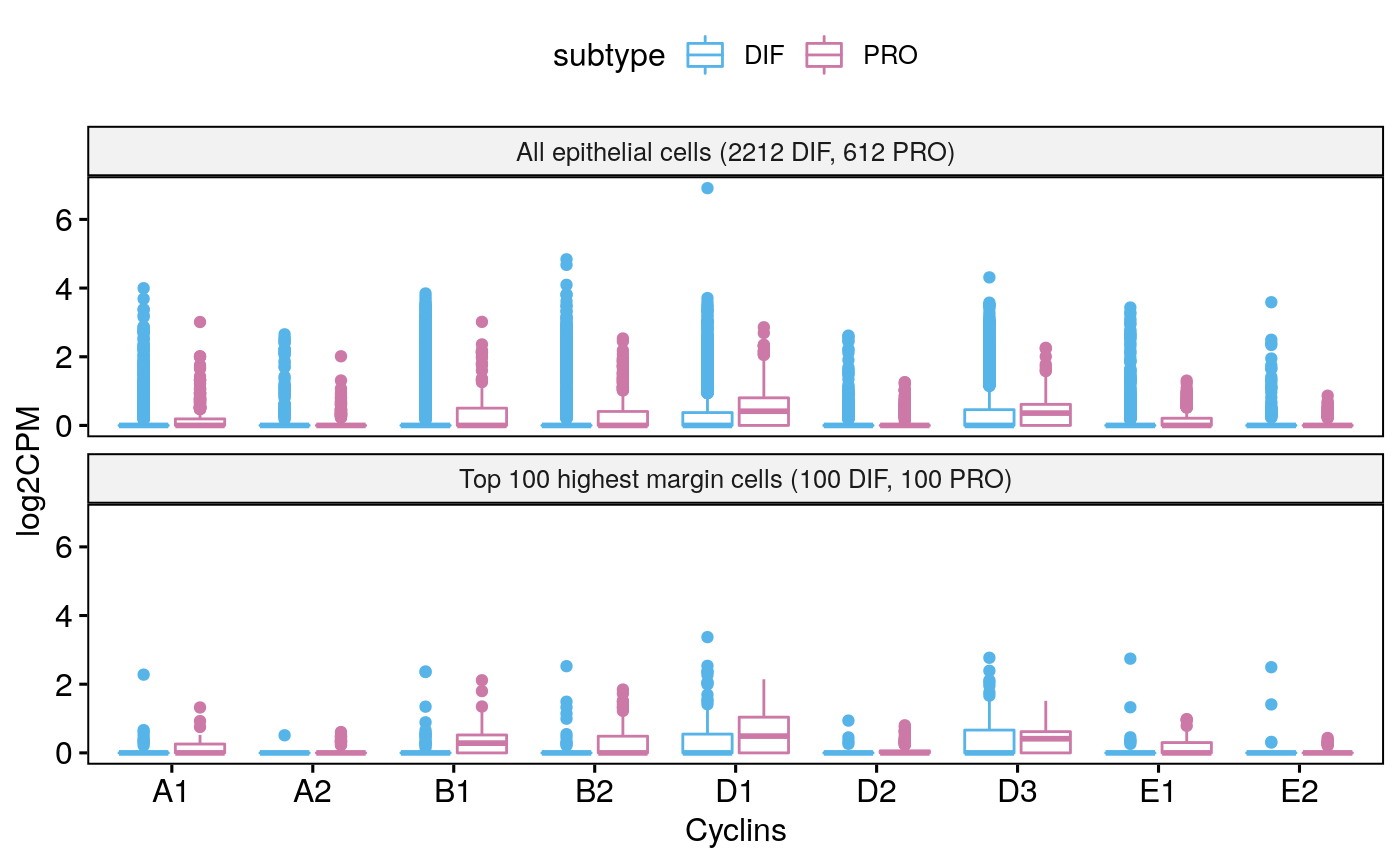 subtype DIF PRO
All epithelial cells (2212 DIF, 612 PRO)
6
4
2
0
log2CPM
Top 100 highest margin cells (100 DIF, 100 PRO)
6
4
2
0
A1 A2 B1 B2 D1 D2 D3 E1 E2
Cyclins